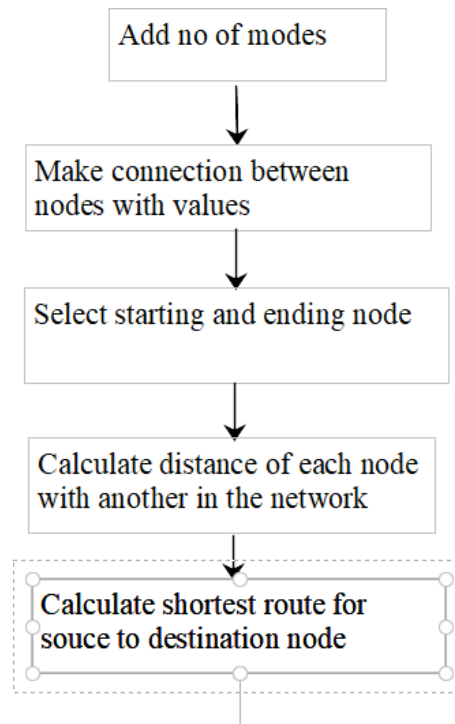 Add no of modes
Make connection between
nodes with values
Select starting and ending node
Calculate distance of each node
with another in the network
Calculate shortest route for
souce to destination node